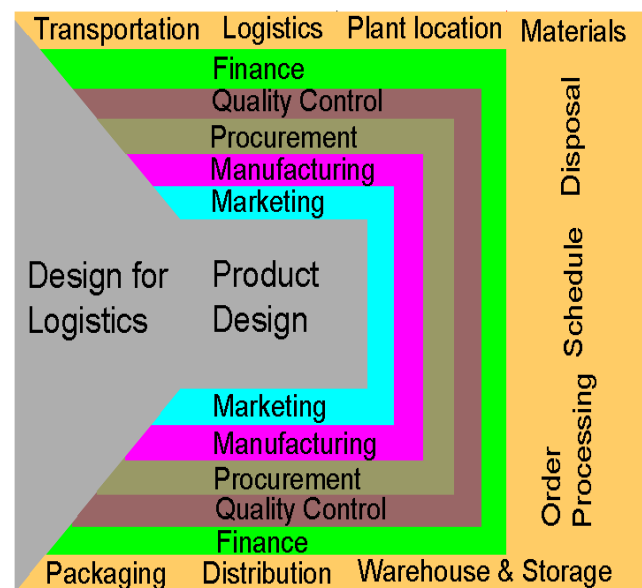 Transportation Logistics Plant location Materials
Finance
Quality Control
Procurement
Manufacturing
Marketing
Disposal
Schedule
Order
Processing
Design for
Logistics
Product
Design
Marketing
Manufacturing
Procurement
Quality Control
Finance
Packaging Distribution Warehouse & Storage